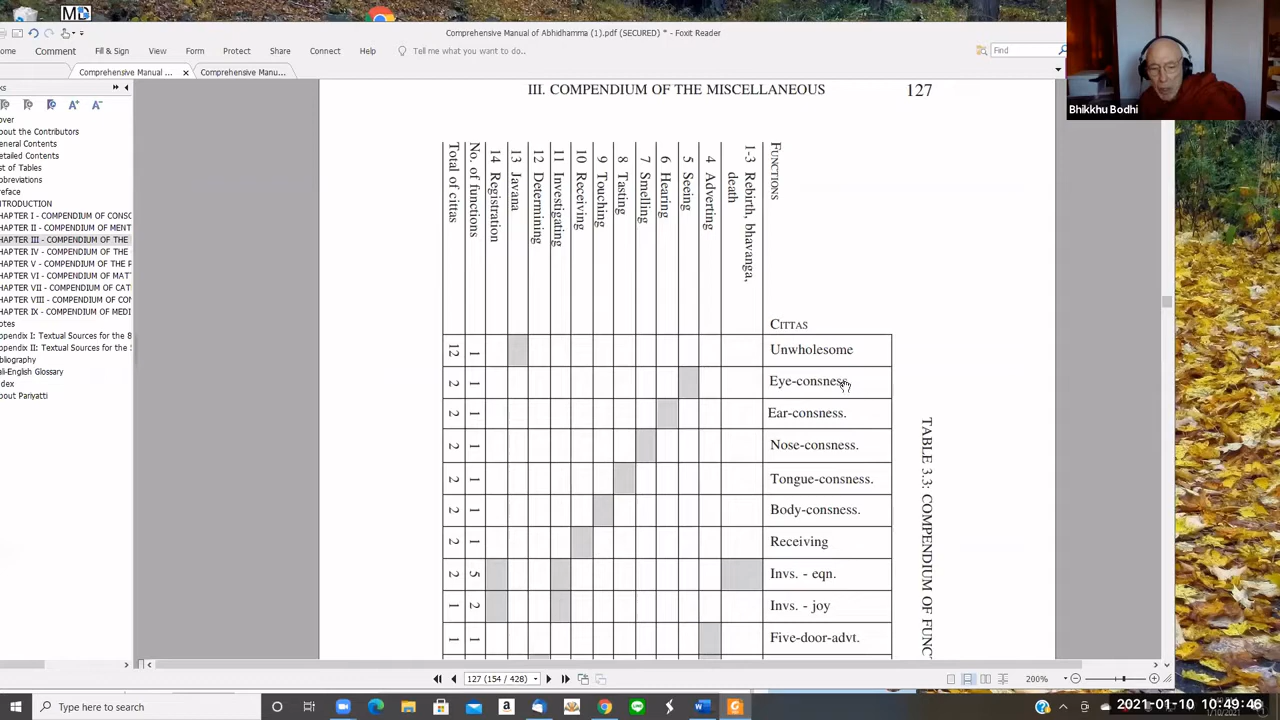 MD
Comprehensive Manual of Abhidhamma (1).pdf (SECURED) * - Foxit Reader
ome Comment Fill & Sign View Form Protect Share Connect Help Tell me what you want to do.. Find
Comprehensive Manual ... × Comprehensive Manu...
ks
over
bout the Contributors
eneral Contents
etailed Contents
st of Tables
bbreviations
reface
NTRODUCTION
HAPTER I - COMPENDIUM OF CONSC
HAPTER II - COMPENDIUM OF MENT
HAPTER III - COMPENDIUM OF THE
HAPTER IV - COMPENDIUM OF THE
HAPTER V - COMPENDIUM OF THE P
HAPTER VI - COMPENDIUM OF MAT
HAPTER VII - COMPENDIUM OF CAT
HAPTER VIII - COMPENDIUM OF CON
HAPTER IX - COMPENDIUM OF MEDI
otes
ppendix I: Textual Sources for the 8
ppendix II: Textual Sources for the :
bliography
ali-English Glossary
ndex
bout Pariyatti
III. COMPENDIUM OF THE MISCELLANEOUS 127
TABLE 3.3: COMPENDIUM OF FUNCT
FUNCTIONS
1-3 Rebirth, bhavanga,
death
4 Adverting
5 Seeing
6 Hearing
7 Smelling
8 Tasting
9 Touching
10 Receiving
11 Investigating
12 Determining
13 Javana
14 Registration
No. of functions
Total of cittas
CITTAS
12 1 Unwholesome
2 1 Eye-consness.
2 1 Ear-consness.
2 1 Nose-consness.
2 1 Tongue-consness.
2 1 Body-consness.
2 1 Receiving
2 5 Invs. - eqn.
1 2 Invs. - joy
1 1 Five-door-advt.
Bhikkhu Bodhi
127 (154 / 428) 200%
Type here to search
2021-01-10 10:49:46